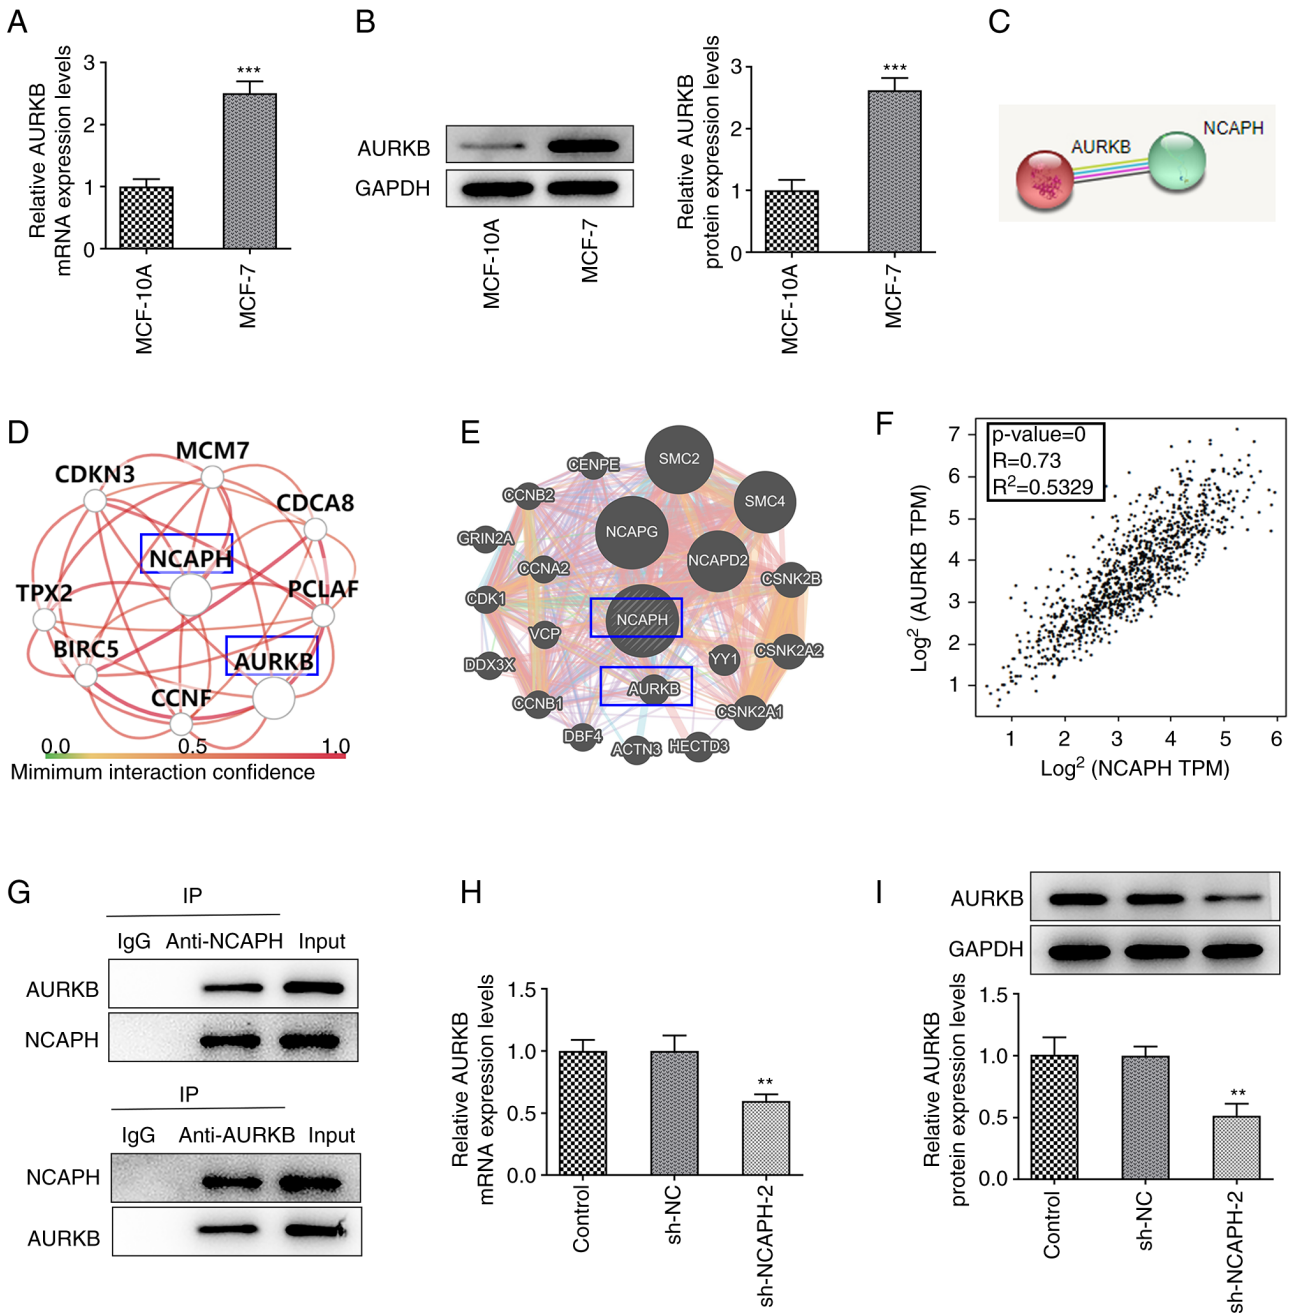 A
Relative AURKB
mRNA expression levels
3
2
1
0
***
MCF-10A
MCF-7
B
AURKB
GAPDH
MCF-10A
MCF-7
Relative AURKB
protein expression levels
3
2
1
0
***
MCF-10A
MCF-7
C
AURKB
NCAPH
D
MCM7
CDKN3
CDCA8
NCAPH
TPX2
PCLAF
BIRC5
AURKB
CCNF
0.0 0.5 1.0
Mimimum interaction confidence
E
SMC2
CENPE
CCNB2
SMC4
NCAPG
GRIN2A
NCAPD2
CCNA2
CSNK2B
CDK1
NCAPH
VCP
CSNK2A2
YY1
DDX3X
AURKB
CCNB1
CSNK2A1
DBF4
ACTN3
HECTD3
F
p-value=0
R=0.73
R²=0.5329
Log² (AURKB TPM)
7
6
5
4
3
2
1
1 2 3 4 5 6
Log² (NCAPH TPM)
G
IP
IgG Anti-NCAPH Input
AURKB
NCAPH
IP
IgG Anti-AURKB Input
NCAPH
AURKB
H
Relative AURKB
mRNA expression levels
1.5
1.0
0.5
0.0
**
Control
sh-NC
sh-NCAPH-2
I
AURKB
GAPDH
Relative AURKB
protein expression levels
1.5
1.0
0.5
0.0
**
Control
sh-NC
sh-NCAPH-2